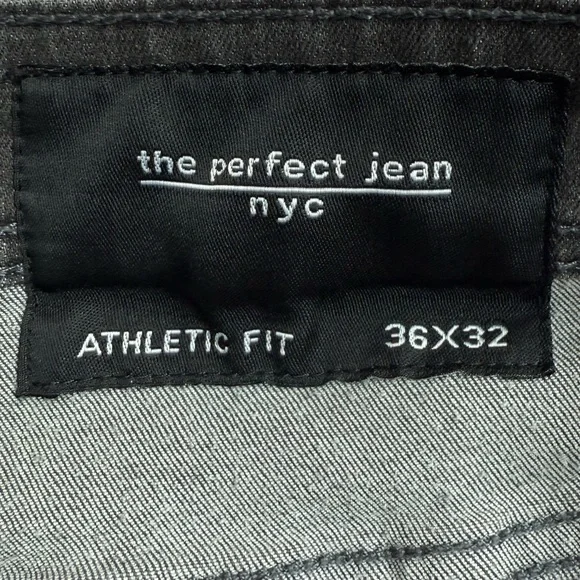 the perfect jean
nyc
ATHLETIC FIT 36X32